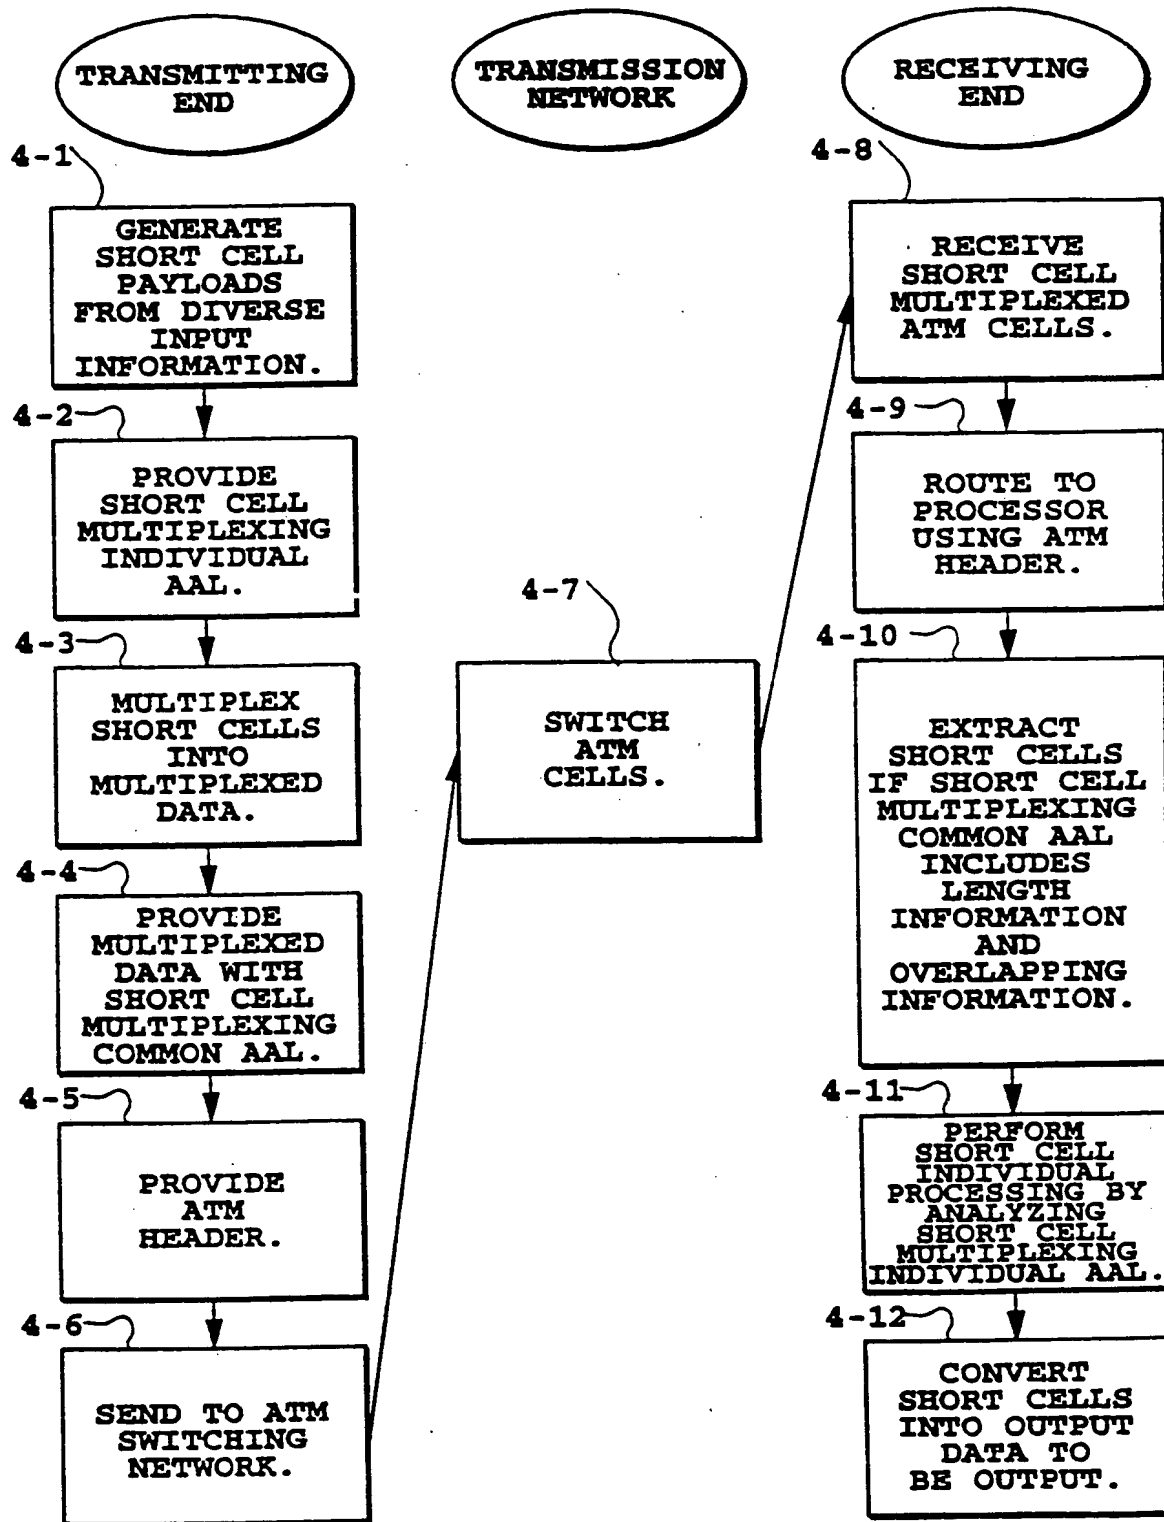 TRANSMITTING
END
4-1
GENERATE
SHORT CELL
PAYLOADS
FROM DIVERSE
INPUT
INFORMATION.
4-2
PROVIDE
SHORT CELL
MULTIPLEXING
INDIVIDUAL
AAL.
4-3
MULTIPLEX
SHORT CELLS
INTO
MULTIPLEXED
DATA.
4-4
PROVIDE
MULTIPLEXED
DATA WITH
SHORT CELL
MULTIPLEXING
COMMON AAL.
4-5
PROVIDE
ATM
HEADER.
4-6
SEND TO ATM
SWITCHING
NETWORK.
TRANSMISSION
NETWORK
4-7
SWITCH
ATM
CELLS.
RECEIVING
END
4-8
RECEIVE
SHORT CELL
MULTIPLEXED
ATM CELLS.
4-9
ROUTE TO
PROCESSOR
USING ATM
HEADER.
4-10
EXTRACT
SHORT CELLS
IF SHORT CELL
MULTIPLEXING
COMMON AAL
INCLUDES
LENGTH
INFORMATION
AND
OVERLAPPING
INFORMATION.
4-11
PERFORM
SHORT CELL
INDIVIDUAL
PROCESSING BY
ANALYZING
SHORT CELL
MULTIPLEXING
INDIVIDUAL AAL.
4-12
CONVERT
SHORT CELLS
INTO OUTPUT
DATA TO
BE OUTPUT.